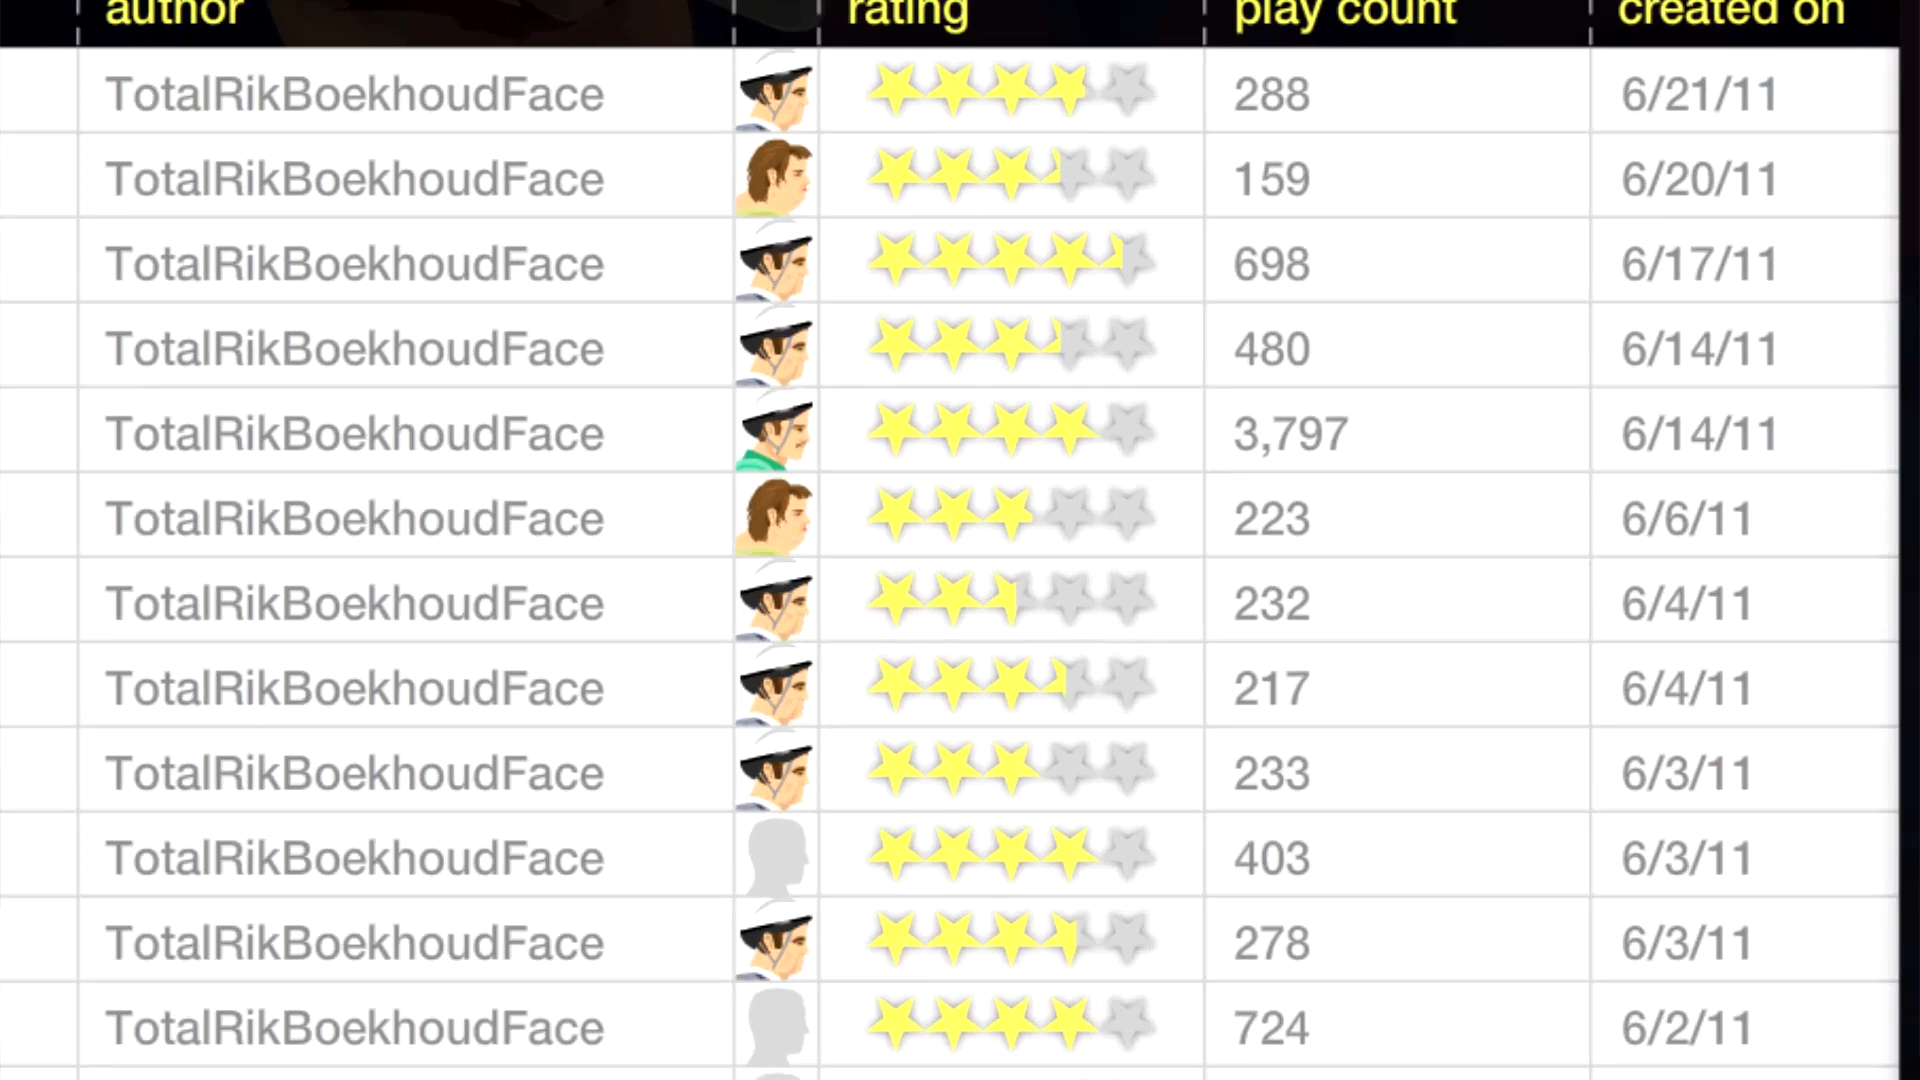 author rating play count created on
TotalRikBoekhoudFace 288 6/21/11
TotalRikBoekhoudFace 159 6/20/11
TotalRikBoekhoudFace 698 6/17/11
TotalRikBoekhoudFace 480 6/14/11
TotalRikBoekhoudFace 3,797 6/14/11
TotalRikBoekhoudFace 223 6/6/11
TotalRikBoekhoudFace 232 6/4/11
TotalRikBoekhoudFace 217 6/4/11
TotalRikBoekhoudFace 233 6/3/11
TotalRikBoekhoudFace 403 6/3/11
TotalRikBoekhoudFace 278 6/3/11
TotalRikBoekhoudFace 724 6/2/11